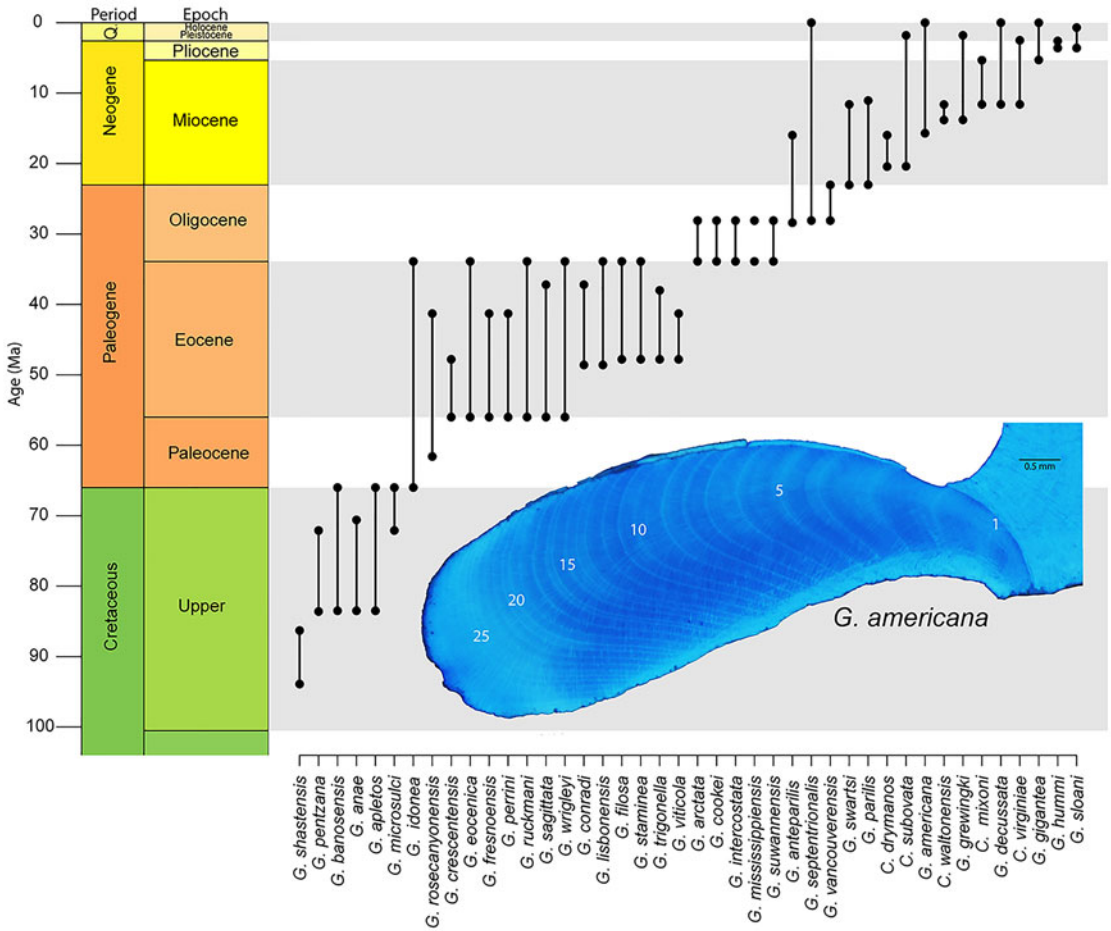 Period Epoch
0
Q.
Holocene
Pleistocene
Pliocene
10
Neogene
Miocene
20
30
Oligocene
40
Paleogene
Eocene
50
Age (Ma)
60
Paleocene
70
Cretaceous
80
Upper
90
100
0.5 mm
1
5
10
15
20
25
G. americana
G. shastensis
G. pentzana
G. banosensis
G. anae
G. apletos
G. microsulci
G. idonea
G. rosecanyonensis
G. crescentensis
G. eocenica
G. fresnoensis
G. perrini
G. ruckmani
G. sagittata
G. wrigleyi
G. conradi
G. lisbonensis
G. filosa
G. staminea
G. trigonella
G. viticola
G. arctata
G. cookei
G. intercostata
G. mississippiensis
G. suwannensis
G. anteparilis
G. septentrionalis
G. vancouverensis
G. swartsi
G. parilis
C. drymanos
C. subovata
G. americana
C. waltonensis
G. grewingki
C. mixoni
G. decussata
C. virginiae
G. gigantea
G. hummi
G. sloani